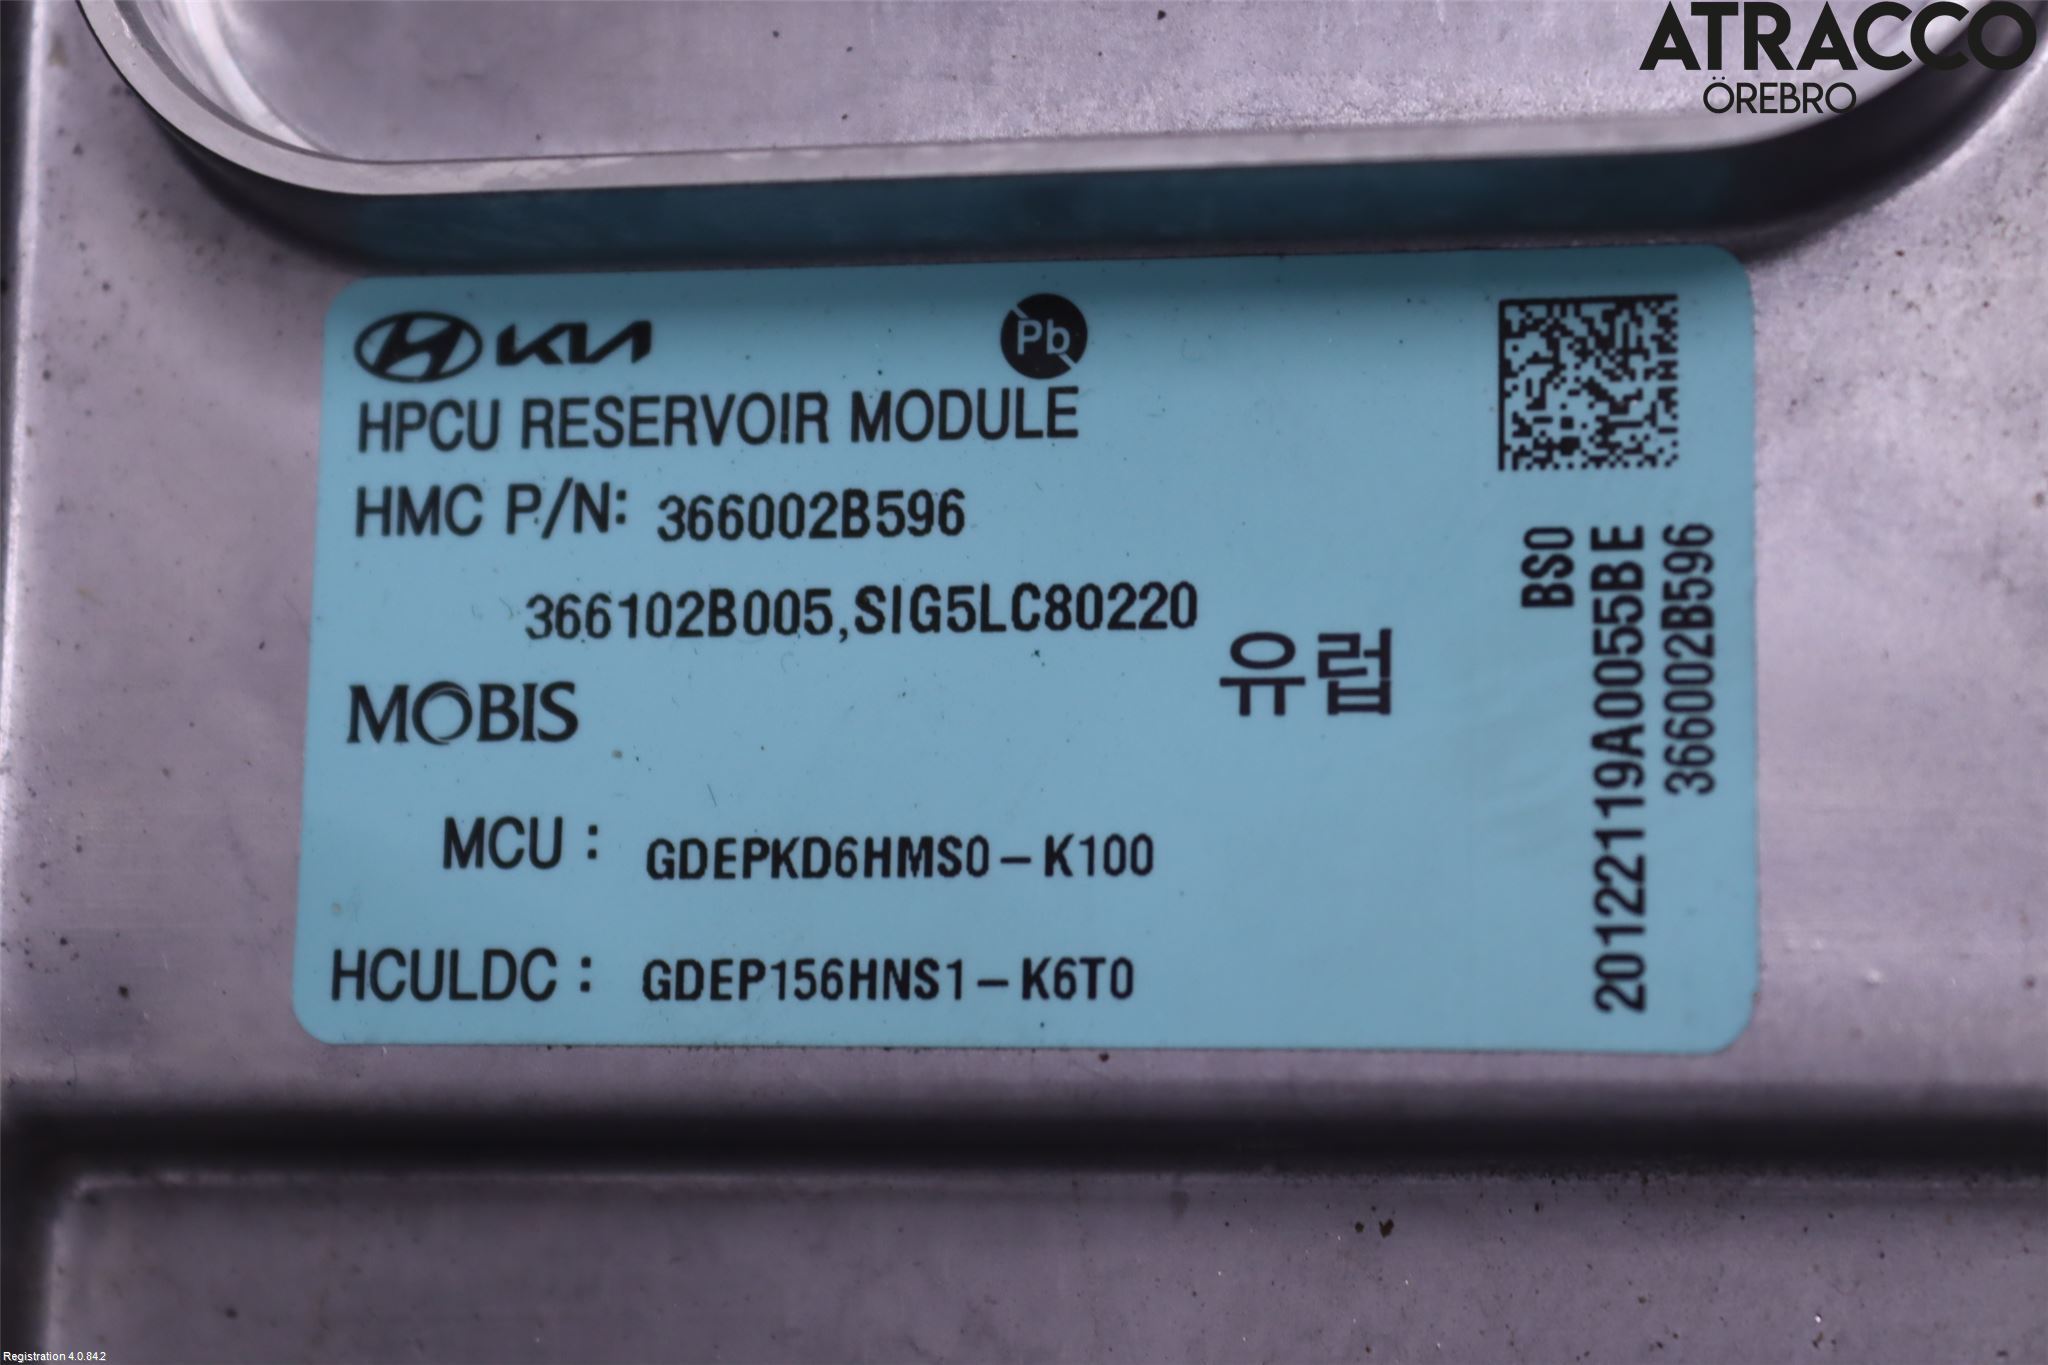 ATRACCO
ÖREBRO
KIA
Pb
HPCU RESERVOIR MODULE
HMC P/N: 366002B596
366102B005,SIG5LC80220
유럽
MOBIS
MCU : GDEPKD6HMS0-K100
HCULDC : GDEP156HNS1-K6T0
BS0
20122119A0055BE
366002B596
Registration 4.0.84.2